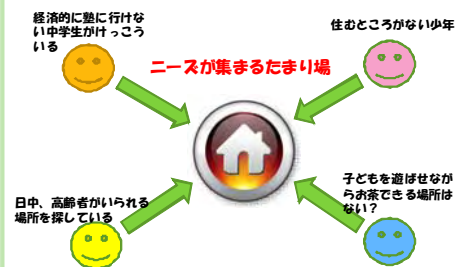 経済的に塾に行けな
い中学生がけっこう
いる
住むところがない少年
ニーズが集まるたまり場
日中、高齢者がいられる
場所を探している
子どもを遊ばせなが
らお茶できる場所は
ない？